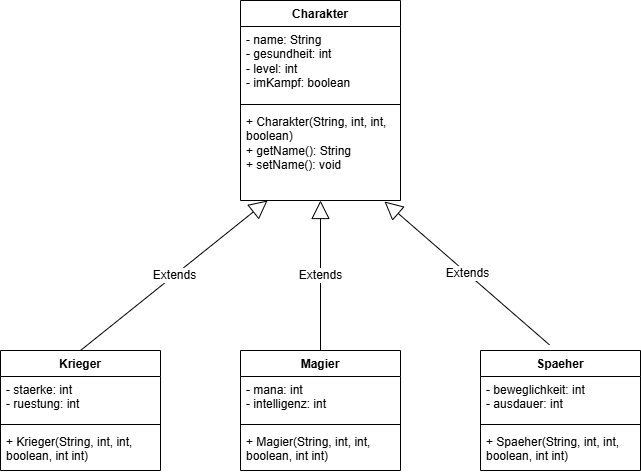 Charakter
- name: String
- gesundheit: int
- level: int
- imKampf: boolean
+ Charakter(String, int, int,
boolean)
+ getName(): String
+ setName(): void
Extends
Extends
Extends
Krieger
- staerke: int
- ruestung: int
+ Krieger(String, int, int,
boolean, int int)
Magier
- mana: int
- intelligenz: int
+ Magier(String, int, int,
boolean, int int)
Spaeher
- beweglichkeit: int
- ausdauer: int
+ Spaeher(String, int, int,
boolean, int int)